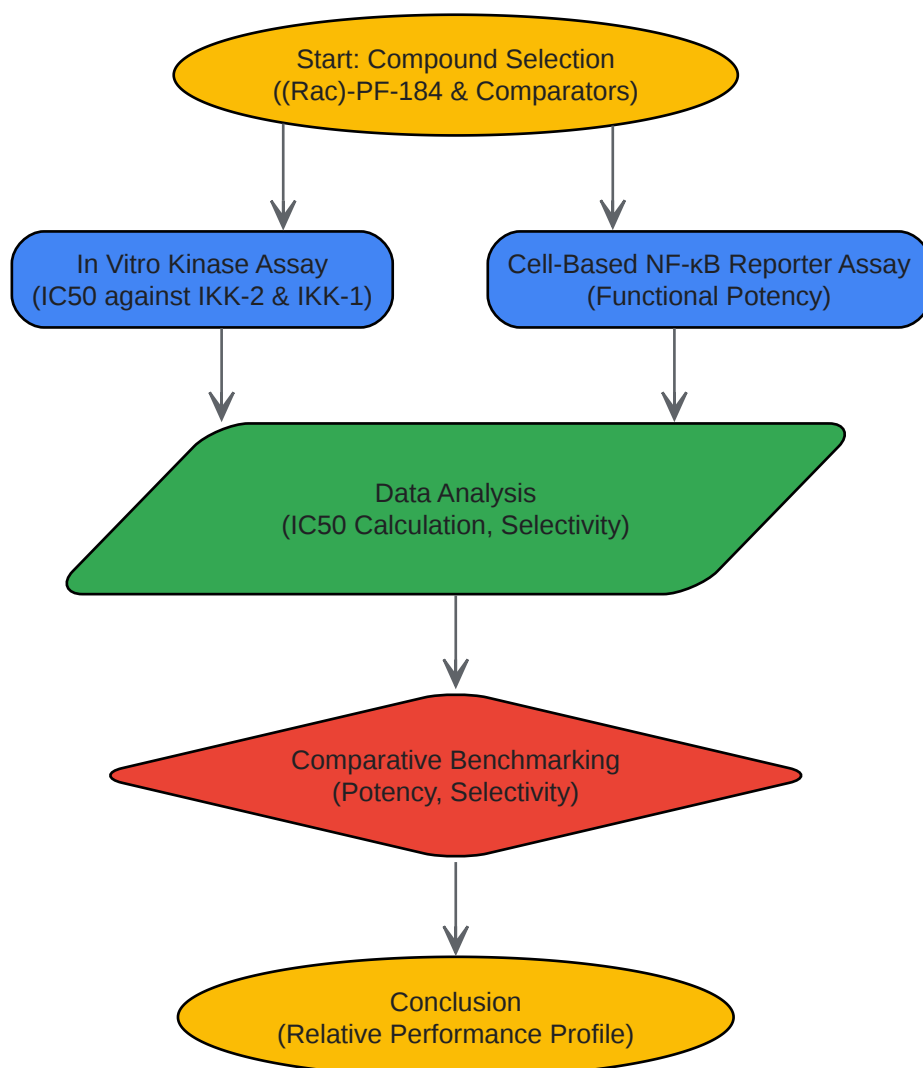 Start: Compound Selection
((Rac)-PF-184 & Comparators)
In Vitro Kinase Assay
(IC50 against IKK-2 & IKK-1)
Cell-Based NF-κB Reporter Assay
(Functional Potency)
Data Analysis
(IC50 Calculation, Selectivity)
Comparative Benchmarking
(Potency, Selectivity)
Conclusion
(Relative Performance Profile)